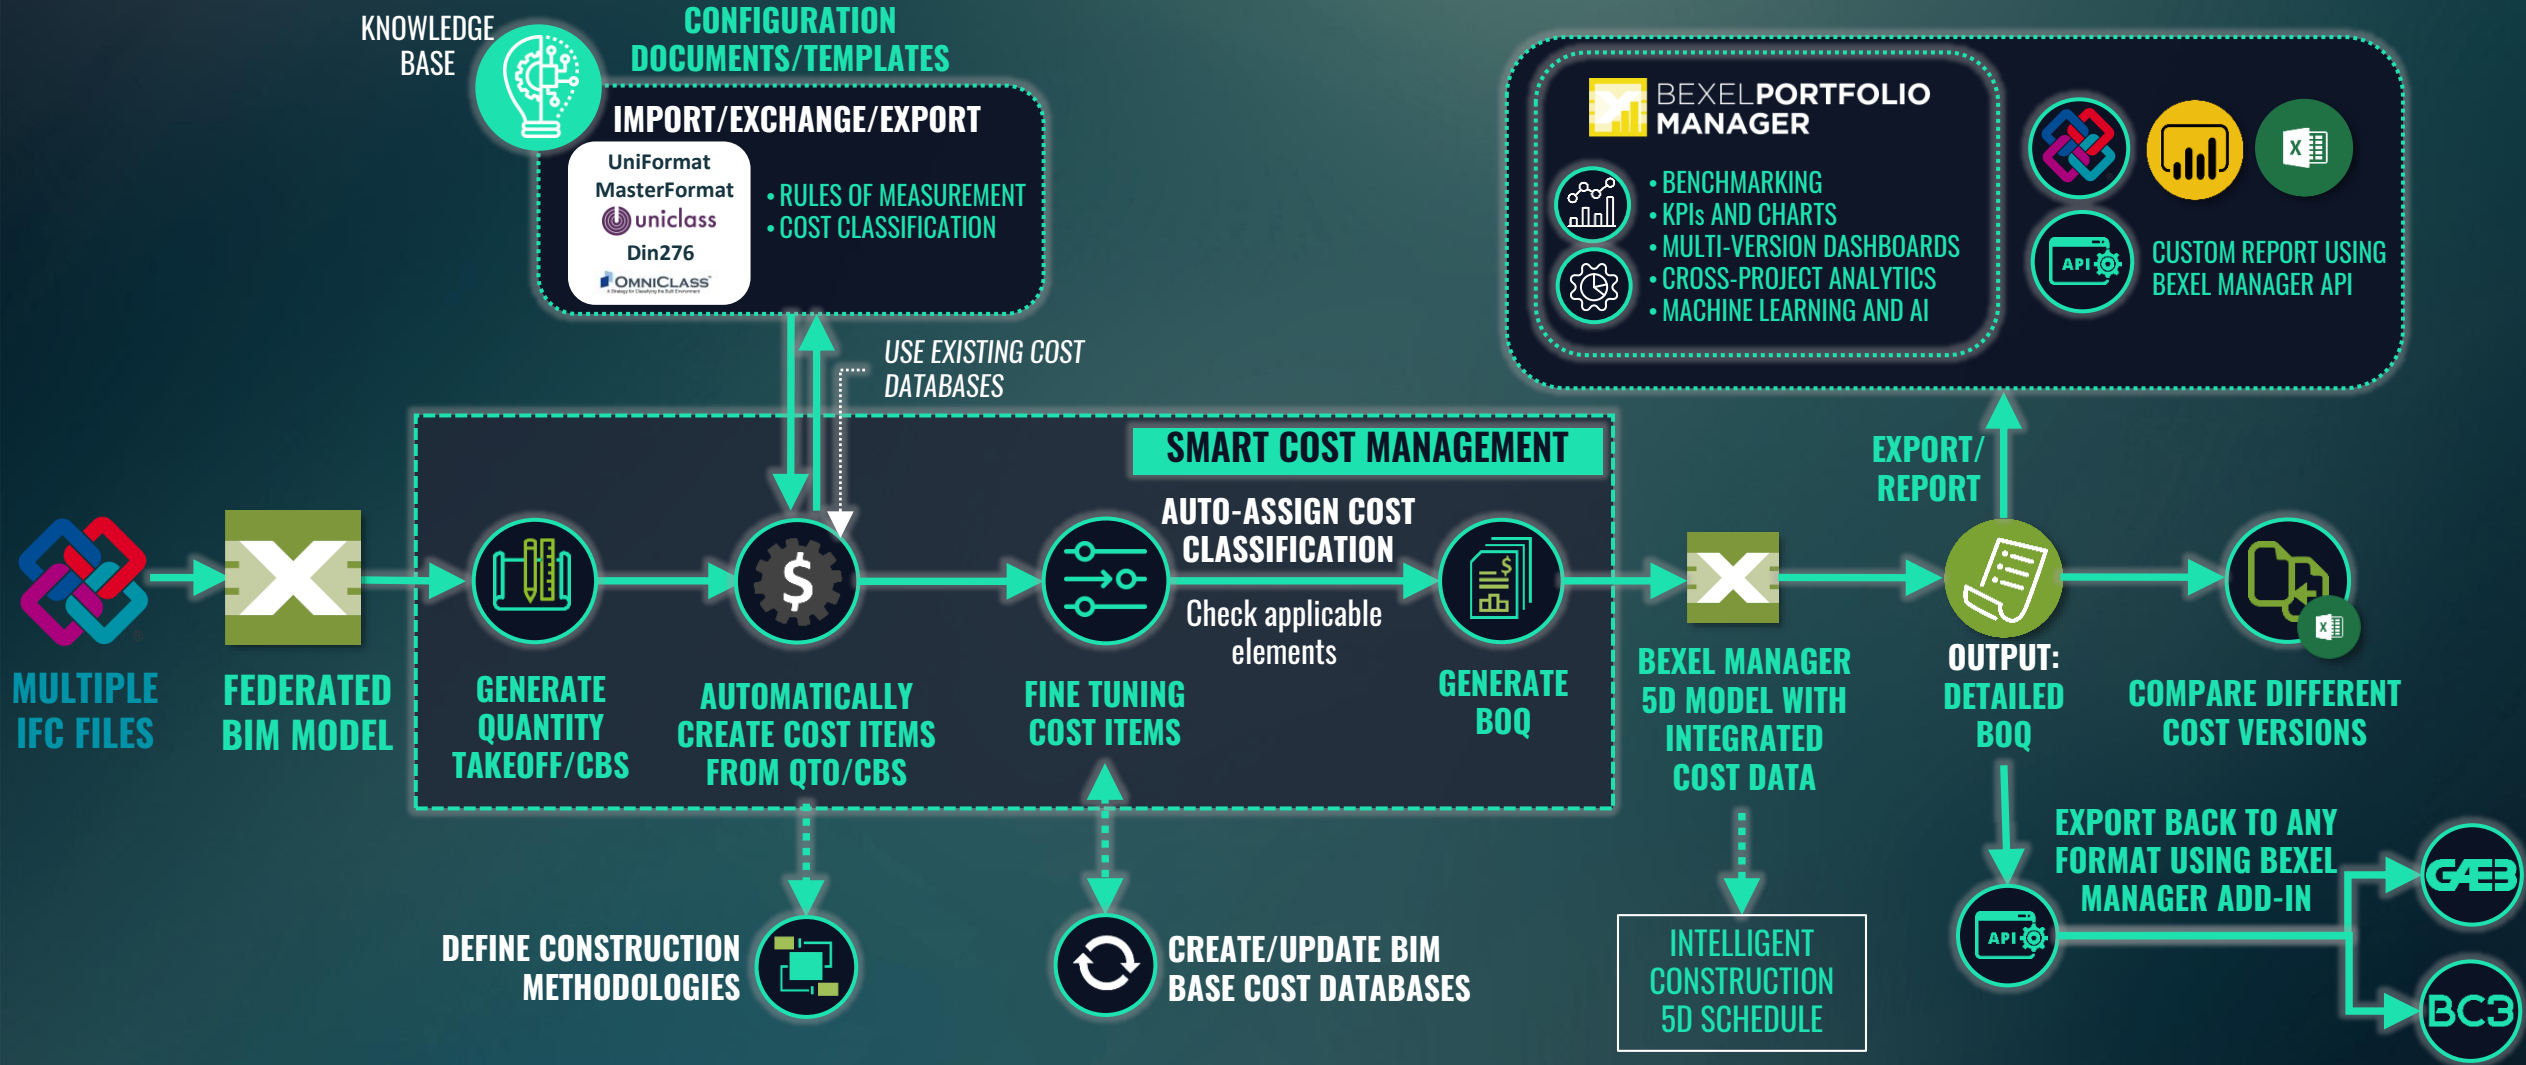 KNOWLEDGE
BASE
CONFIGURATION
DOCUMENTS/TEMPLATES
IMPORT/EXCHANGE/EXPORT
UniFormat
MasterFormat
uniclass
Din276
OMNICLASS
• RULES OF MEASUREMENT
• COST CLASSIFICATION
USE EXISTING COST
DATABASES
BEXELPORTFOLIO
MANAGER
• BENCHMARKING
• KPIs AND CHARTS
• MULTI-VERSION DASHBOARDS
• CROSS-PROJECT ANALYTICS
• MACHINE LEARNING AND AI
X
API
CUSTOM REPORT USING
BEXEL MANAGER API
EXPORT/
REPORT
SMART COST MANAGEMENT
MULTIPLE
IFC FILES
FEDERATED
BIM MODEL
GENERATE
QUANTITY
TAKEOFF/CBS
$
AUTOMATICALLY
CREATE COST ITEMS
FROM QTO/CBS
FINE TUNING
COST ITEMS
AUTO-ASSIGN COST
CLASSIFICATION
Check applicable
elements
$
GENERATE
BOQ
BEXEL MANAGER
5D MODEL WITH
INTEGRATED
COST DATA
OUTPUT:
DETAILED
BOQ
X
COMPARE DIFFERENT
COST VERSIONS
DEFINE CONSTRUCTION
METHODOLOGIES
CREATE/UPDATE BIM
BASE COST DATABASES
INTELLIGENT
CONSTRUCTION
5D SCHEDULE
API
EXPORT BACK TO ANY
FORMAT USING BEXEL
MANAGER ADD-IN
GAEB
BC3